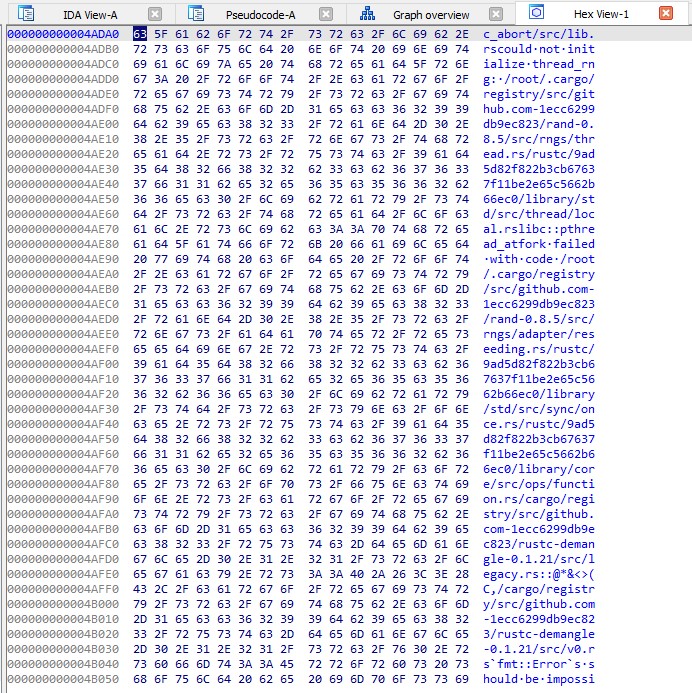 IDA View-A Pseudocode-A Graph overview Hex View-1
000000000004ADA0 63 5F 61 62 6F 72 74 2F 73 72 63 2F 6C 69 62 2E c_abort/src/lib.
000000000004ADB0 72 73 63 6F 75 6C 64 20 6E 6F 74 20 69 6E 69 74 rscould·not·init
000000000004ADC0 69 61 6C 69 7A 65 20 74 68 72 65 61 64 5F 72 6E ialize·thread_rn
000000000004ADD0 67 3A 20 2F 72 6F 6F 74 2F 2E 63 61 72 67 6F 2F g:·/root/.cargo/
000000000004ADE0 72 65 67 69 73 74 72 79 2F 73 72 63 2F 67 69 74 registry/src/git
000000000004ADF0 68 75 62 2E 63 6F 6D 2D 31 65 63 63 36 32 39 39 hub.com-1ecc6299
000000000004AE00 64 62 39 65 63 38 32 33 2F 72 61 6E 64 2D 30 2E db9ec823/rand-0.
000000000004AE10 38 2E 35 2F 73 72 63 2F 72 6E 67 73 2F 74 68 72 8.5/src/rngs/thr
000000000004AE20 65 61 64 2E 72 73 2F 72 75 73 74 63 2F 39 61 64 ead.rs/rustc/9ad
000000000004AE30 35 64 38 32 66 38 32 32 62 33 63 62 36 37 36 33 5d82f822b3cb6763
000000000004AE40 37 66 31 31 62 65 32 65 36 35 63 35 36 36 32 62 7f11be2e65c5662b
000000000004AE50 36 36 65 63 30 2F 6C 69 62 72 61 72 79 2F 73 74 66ec0/library/st
000000000004AE60 64 2F 73 72 63 2F 74 68 72 65 61 64 2F 6C 6F 63 d/src/thread/loc
000000000004AE70 61 6C 2E 72 73 6C 69 62 63 3A 3A 70 74 68 72 65 al.rslibc::pthre
000000000004AE80 61 64 5F 61 74 66 6F 72 6B 20 66 61 69 6C 65 64 ad_atfork·failed
000000000004AE90 20 77 69 74 68 20 63 6F 64 65 20 2F 72 6F 6F 74 ·with·code·/root
000000000004AEA0 2F 2E 63 61 72 67 6F 2F 72 65 67 69 73 74 72 79 /.cargo/registry
000000000004AEB0 2F 73 72 63 2F 67 69 74 68 75 62 2E 63 6F 6D 2D /src/github.com-
000000000004AEC0 31 65 63 63 36 32 39 39 64 62 39 65 63 38 32 33 1ecc6299db9ec823
000000000004AED0 2F 72 61 6E 64 2D 30 2E 38 2E 35 2F 73 72 63 2F /rand-0.8.5/src/
000000000004AEE0 72 6E 67 73 2F 61 64 61 70 74 65 72 2F 72 65 73 rngs/adapter/res
000000000004AEF0 65 65 64 69 6E 67 2E 72 73 2F 72 75 73 74 63 2F eeding.rs/rustc/
000000000004AF00 39 61 64 35 64 38 32 66 38 32 32 62 33 63 62 36 9ad5d82f822b3cb6
000000000004AF10 37 36 33 37 66 31 31 62 65 32 65 36 35 63 35 36 7637f11be2e65c56
000000000004AF20 36 32 62 36 36 65 63 30 2F 6C 69 62 72 61 72 79 62b66ec0/library
000000000004AF30 2F 73 74 64 2F 73 72 63 2F 73 79 6E 63 2F 6F 6E /std/src/sync/on
000000000004AF40 63 65 2E 72 73 2F 72 75 73 74 63 2F 39 61 64 35 ce.rs/rustc/9ad5
000000000004AF50 64 38 32 66 38 32 32 62 33 63 62 36 37 36 33 37 d82f822b3cb67637
000000000004AF60 66 31 31 62 65 32 65 36 35 63 35 36 36 32 62 36 f11be2e65c5662b6
000000000004AF70 36 65 63 30 2F 6C 69 62 72 61 72 79 2F 63 6F 72 6ec0/library/cor
000000000004AF80 65 2F 73 72 63 2F 6F 70 73 2F 66 75 6E 63 74 69 e/src/ops/functi
000000000004AF90 6F 6E 2E 72 73 2F 63 61 72 67 6F 2F 72 65 67 69 on.rs/cargo/regi
000000000004AFA0 73 74 72 79 2F 73 72 63 2F 67 69 74 68 75 62 2E stry/src/github.
000000000004AFB0 63 6F 6D 2D 31 65 63 63 36 32 39 39 64 62 39 65 com-1ecc6299db9e
000000000004AFC0 63 38 32 33 2F 72 75 73 74 63 2D 64 65 6D 61 6E c823/rustc-deman
000000000004AFD0 67 6C 65 2D 30 2E 31 2E 32 31 2F 73 72 63 2F 6C gle-0.1.21/src/l
000000000004AFE0 65 67 61 63 79 2E 72 73 3A 3A 40 2A 26 3C 3E 28 egacy.rs::@*&<>(
000000000004AFF0 43 2C 2F 63 61 72 67 6F 2F 72 65 67 69 73 74 72 C,/cargo/registr
000000000004B000 79 2F 73 72 63 2F 67 69 74 68 75 62 2E 63 6F 6D y/src/github.com
000000000004B010 2D 31 65 63 63 36 32 39 39 64 62 39 65 63 38 32 -1ecc6299db9ec82
000000000004B020 33 2F 72 75 73 74 63 2D 64 65 6D 61 6E 67 6C 65 3/rustc-demangle
000000000004B030 2D 30 2E 31 2E 32 31 2F 73 72 63 2F 76 30 2E 72 -0.1.21/src/v0.r
000000000004B040 73 60 66 6D 74 3A 3A 45 72 72 6F 72 60 73 20 73 s`fmt::Error`s·s
000000000004B050 68 6F 75 6C 64 20 62 65 20 69 6D 70 6F 73 73 69 hould·be·impossi